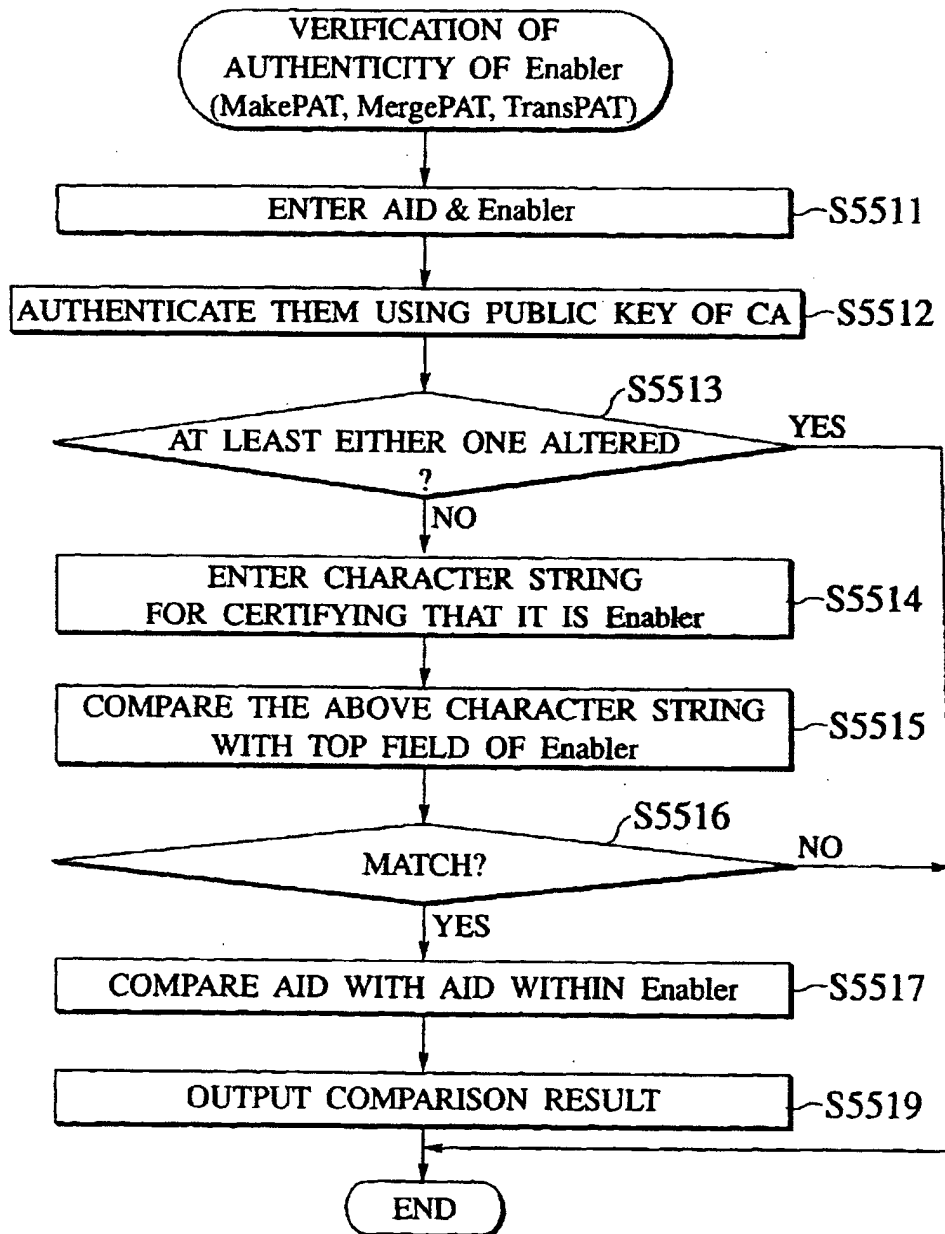 VERIFICATION OF
AUTHENTICITY OF Enabler
(MakePAT, MergePAT, TransPAT)
ENTER AID & Enabler
S5511
AUTHENTICATE THEM USING PUBLIC KEY OF CA
S5512
S5513
AT LEAST EITHER ONE ALTERED
?
YES
NO
ENTER CHARACTER STRING
FOR CERTIFYING THAT IT IS Enabler
S5514
COMPARE THE ABOVE CHARACTER STRING
WITH TOP FIELD OF Enabler
S5515
S5516
MATCH?
NO
YES
COMPARE AID WITH AID WITHIN Enabler
S5517
OUTPUT COMPARISON RESULT
S5519
END